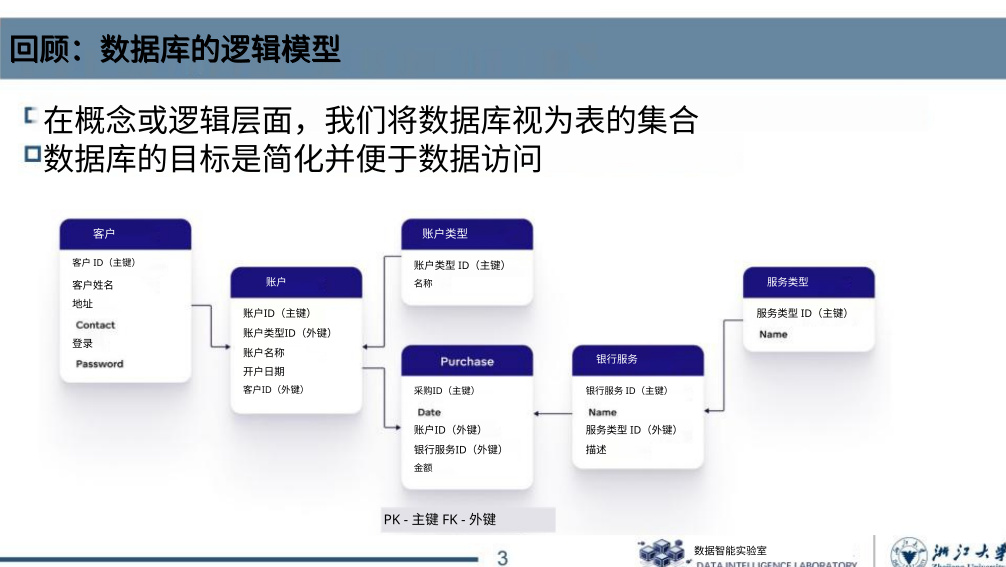 回顾：数据库的逻辑模型
在概念或逻辑层面，我们将数据库视为表的集合
数据库的目标是简化并便于数据访问
客户
客户 ID（主键）
客户姓名
地址
Contact
登录
Password
账户
账户ID（主键）
账户类型ID（外键）
账户名称
开户日期
客户ID（外键）
账户类型
账户类型 ID（主键）
名称
Purchase
采购ID（主键）
Date
账户ID（外键）
银行服务ID（外键）
金额
银行服务
银行服务 ID（主键）
Name
服务类型 ID（外键）
描述
服务类型
服务类型 ID（主键）
Name
PK - 主键 FK - 外键
3
数据智能实验室
DATA INTELLIGENCE LABORATORY
浙江大学
Zhejiang University